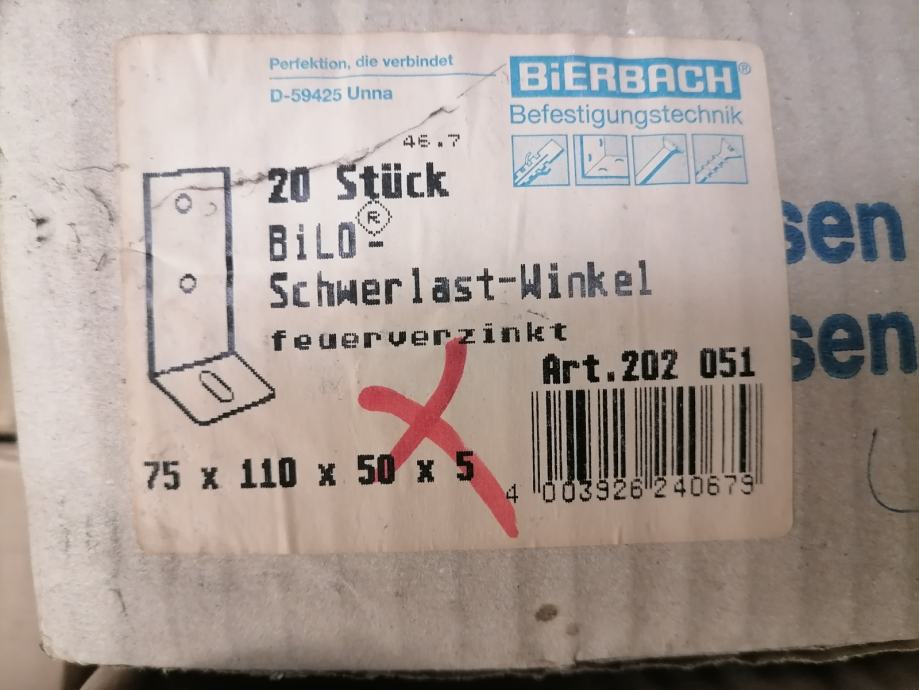 Perfektion, die verbindet
D-59425 Unna
BiERBACH®
Befestigungstechnik
46.7
20 Stück
BiLO®-
Schwerlast-Winkel
feuerverzinkt
Art.202 051
75 x 110 x 50 x 5
4 003926 240679
sen
sen